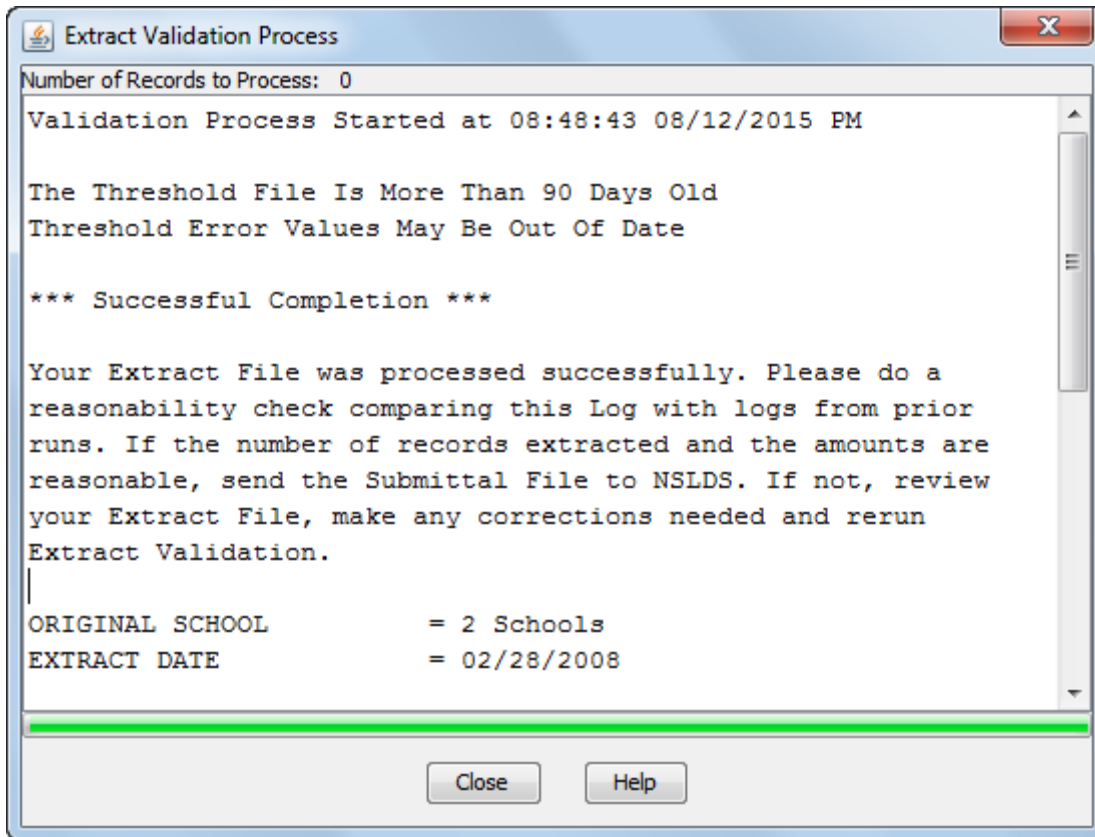 Extract Validation Process
Number of Records to Process: 0
Validation Process Started at 08:48:43 08/12/2015 PM
The Threshold File Is More Than 90 Days Old
Threshold Error Values May Be Out Of Date
*** Successful Completion ***
Your Extract File was processed successfully. Please do a
reasonability check comparing this Log with logs from prior
runs. If the number of records extracted and the amounts are
reasonable, send the Submittal File to NSLDS. If not, review
your Extract File, make any corrections needed and rerun
Extract Validation.
ORIGINAL SCHOOL = 2 Schools
EXTRACT DATE = 02/28/2008
Close Help